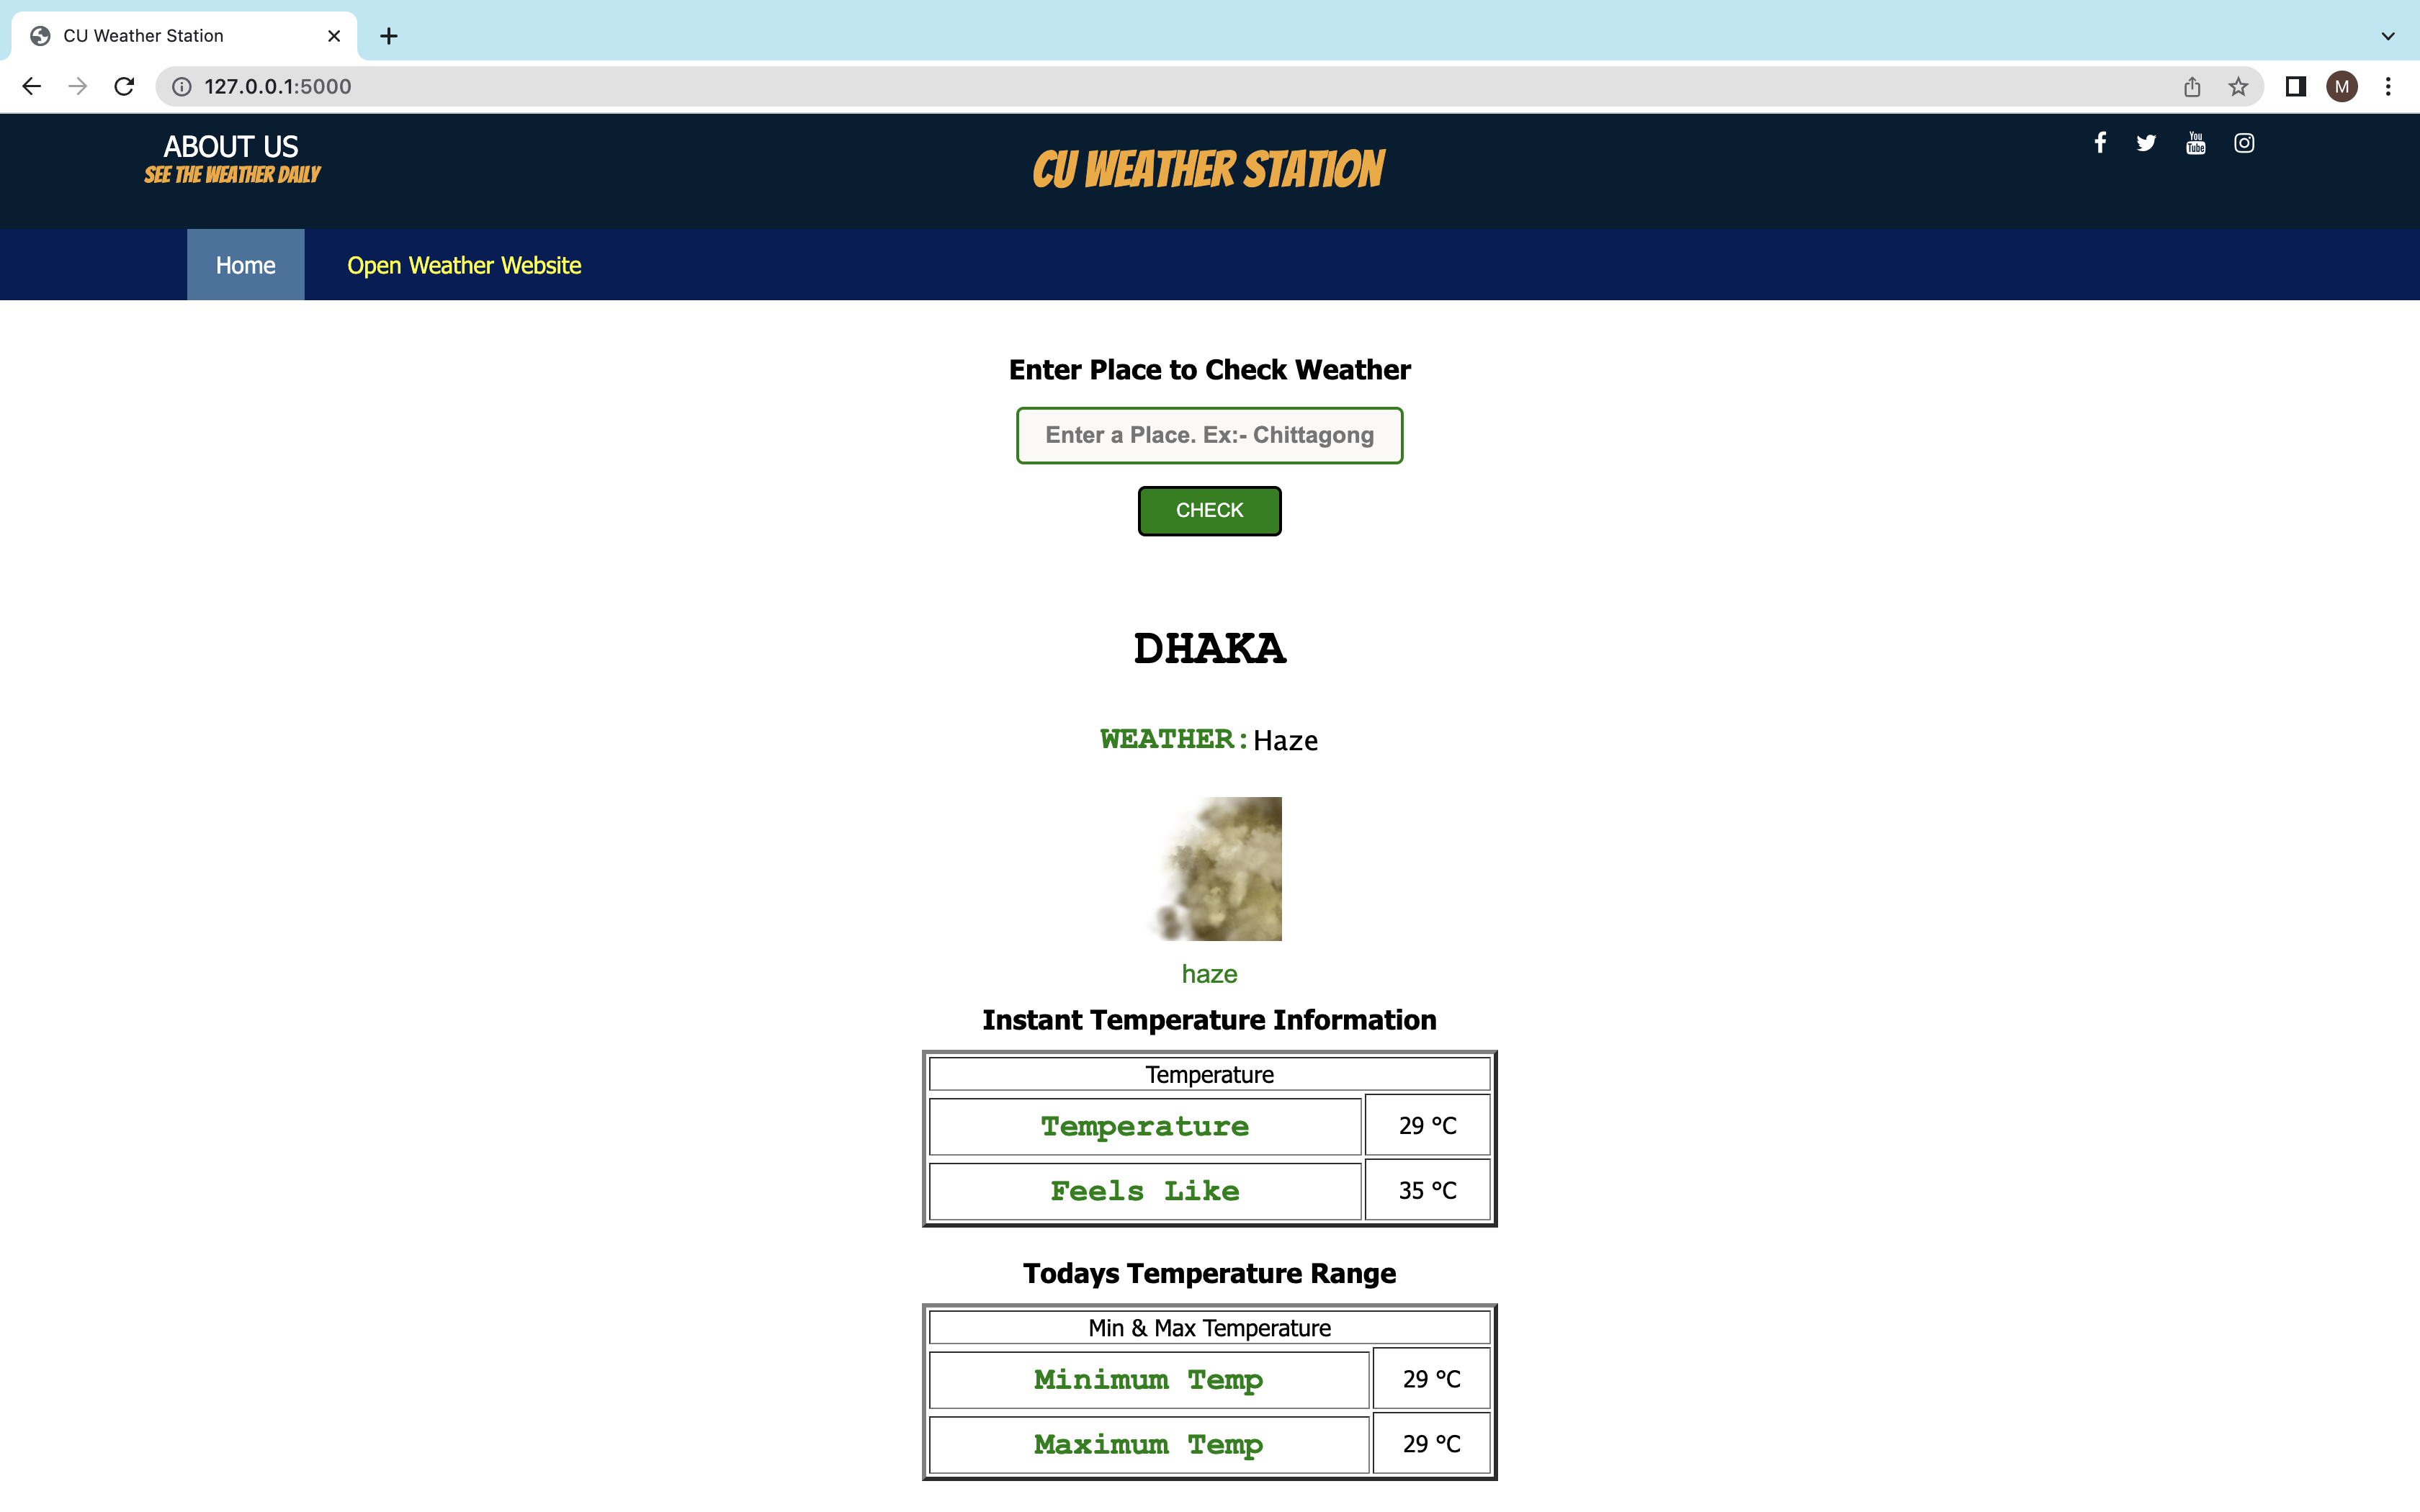 CU Weather Station
127.0.0.1:5000
M
ABOUT US
SEE THE WEATHER DAILY
CU WEATHER STATION
You
Tube
Home
Open Weather Website
Enter Place to Check Weather
Enter a Place. Ex:- Chittagong
CHECK
DHAKA
WEATHER: Haze
haze
Instant Temperature Information
Temperature
Temperature 29 °C
Feels Like 35 °C
Todays Temperature Range
Min & Max Temperature
Minimum Temp 29 °C
Maximum Temp 29 °C